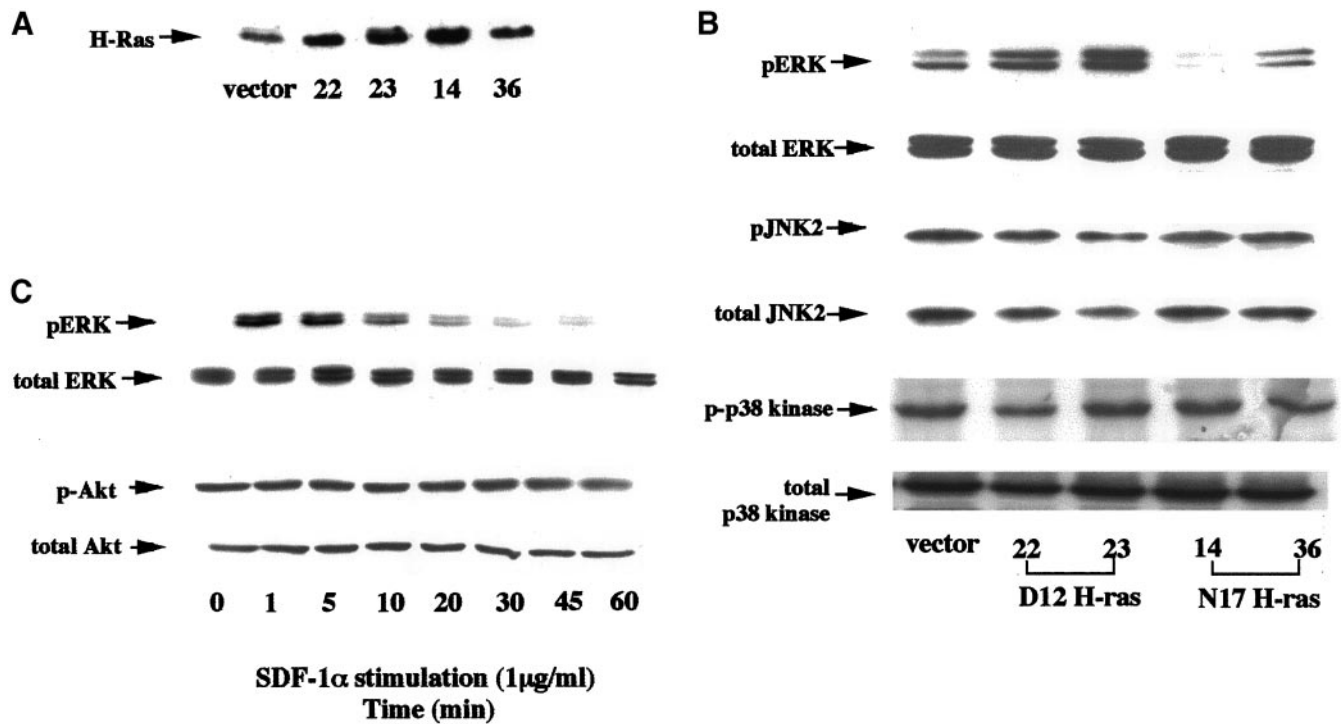 A
H-Ras
vector 22 23 14 36
B
pERK
total ERK
pJNK2
total JNK2
p-p38 kinase
total
p38 kinase
vector 22 23 14 36
D12 H-ras N17 H-ras
C
pERK
total ERK
p-Akt
total Akt
0 1 5 10 20 30 45 60
SDF-1α stimulation (1μg/ml)
Time (min)